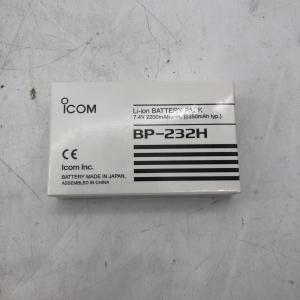 ICOM
Li-ion BATTERY PACK
7.4V 2200mAh (2350mAh typ.)
BP-232H
CE
Icom Inc.
BATTERY MADE IN JAPAN,
ASSEMBLED IN CHINA